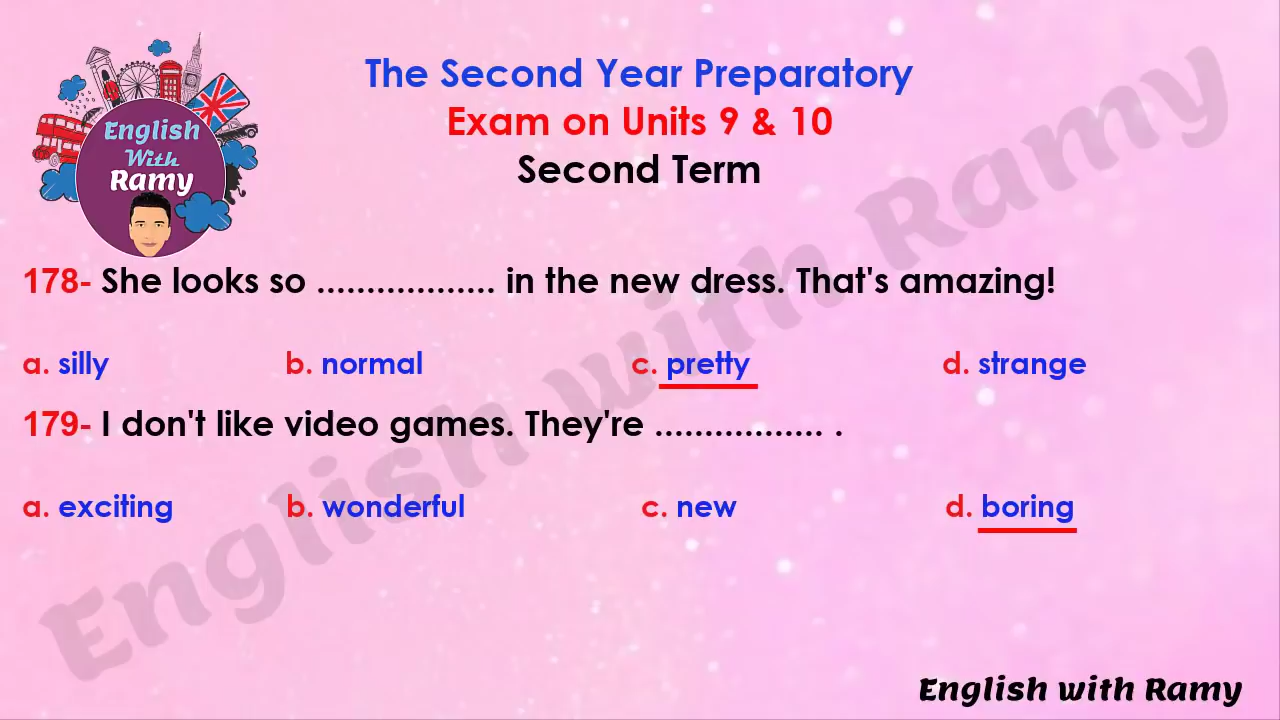 English
With
Ramy
The Second Year Preparatory
Exam on Units 9 & 10
Second Term
178- She looks so .................. in the new dress. That's amazing!
a. silly b. normal c. pretty d. strange
179- I don't like video games. They're ................. .
a. exciting b. wonderful c. new d. boring
English with Ramy
English with Ramy